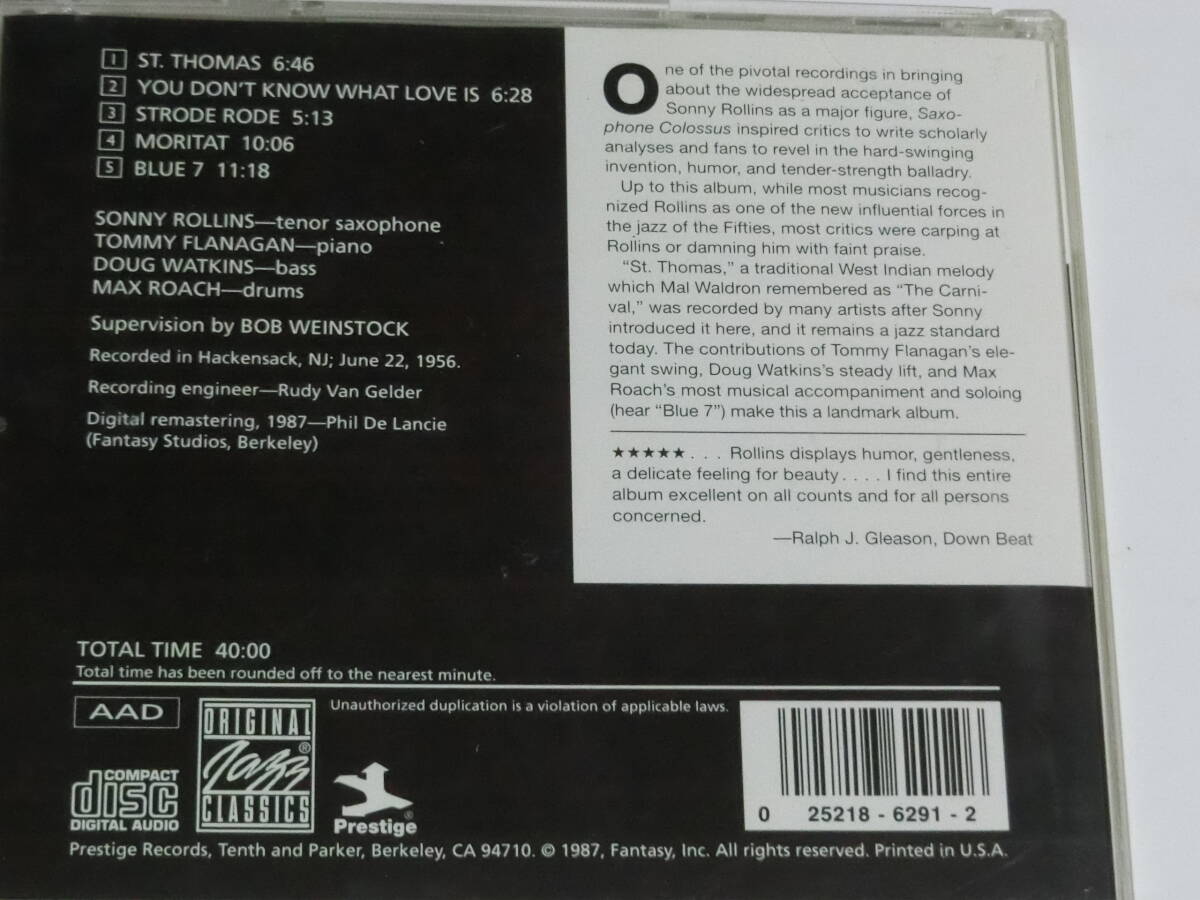 1 ST. THOMAS 6:46
2 YOU DON'T KNOW WHAT LOVE IS 6:28
3 STRODE RODE 5:13
4 MORITAT 10:06
5 BLUE 7 11:18
SONNY ROLLINS—tenor saxophone
TOMMY FLANAGAN—piano
DOUG WATKINS—bass
MAX ROACH—drums
Supervision by BOB WEINSTOCK
Recorded in Hackensack, NJ; June 22, 1956.
Recording engineer—Rudy Van Gelder
Digital remastering, 1987—Phil De Lancie
(Fantasy Studios, Berkeley)
One of the pivotal recordings in bringing
about the widespread acceptance of
Sonny Rollins as a major figure, Saxo-
phone Colossus inspired critics to write scholarly
analyses and fans to revel in the hard-swinging
invention, humor, and tender-strength balladry.
Up to this album, while most musicians recog-
nized Rollins as one of the new influential forces in
the jazz of the Fifties, most critics were carping at
Rollins or damning him with faint praise.
"St. Thomas," a traditional West Indian melody
which Mal Waldron remembered as "The Carni-
val," was recorded by many artists after Sonny
introduced it here, and it remains a jazz standard
today. The contributions of Tommy Flanagan's ele-
gant swing, Doug Watkins's steady lift, and Max
Roach's most musical accompaniment and soloing
(hear "Blue 7") make this a landmark album.
★★★★★ . . . Rollins displays humor, gentleness,
a delicate feeling for beauty . . . . I find this entire
album excellent on all counts and for all persons
concerned.
—Ralph J. Gleason, Down Beat
TOTAL TIME 40:00
Total time has been rounded off to the nearest minute.
AAD
ORIGINAL
Jazz ®
CLASSICS
Unauthorized duplication is a violation of applicable laws.
COMPACT
disc
DIGITAL AUDIO
Prestige®
0 25218 - 6291 - 2
Prestige Records, Tenth and Parker, Berkeley, CA 94710. © 1987, Fantasy, Inc. All rights reserved. Printed in U.S.A.